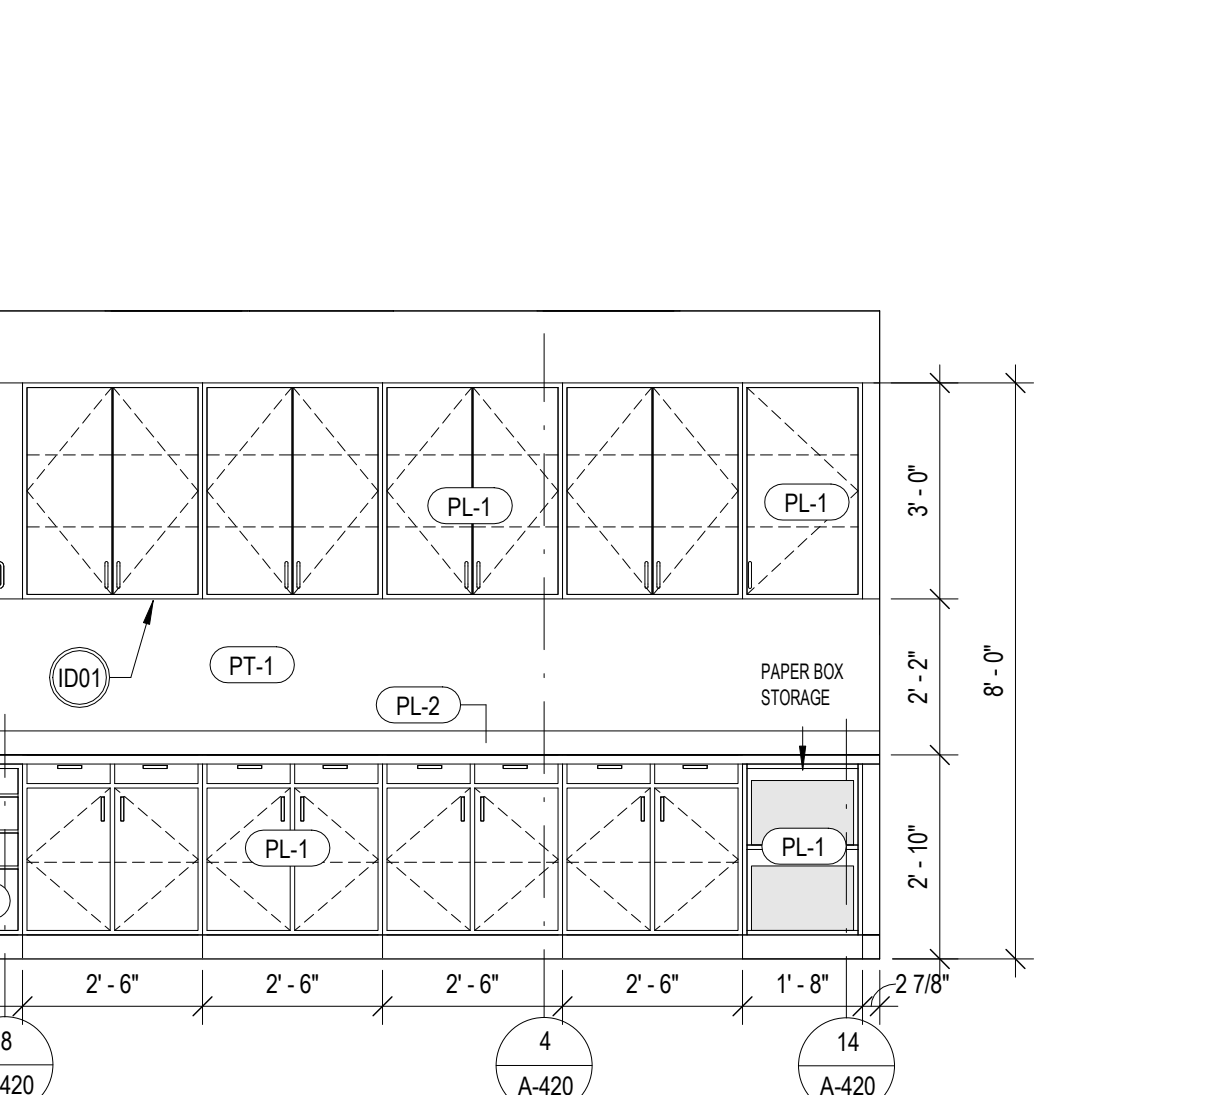 PL-1
PL-1
3' - 0"
ID01
PT-1
PL-2
PAPER BOX
STORAGE
2' - 2"
8' - 0"
PL-1
PL-1
2' - 10"
2' - 6"
2' - 6"
2' - 6"
2' - 6"
1' - 8"
2 7/8"
8
420
4
A-420
14
A-420